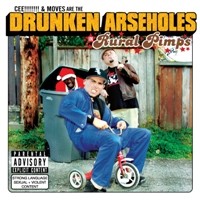 CEE!!!!!!!! & MOVES ARE THE
DRUNKEN ARSEHOLES
Rural Pimps
PARENTAL
ADVISORY
EXPLICIT CONTENT
STRONG LANGUAGE
SEXUAL + VIOLENT
CONTENT